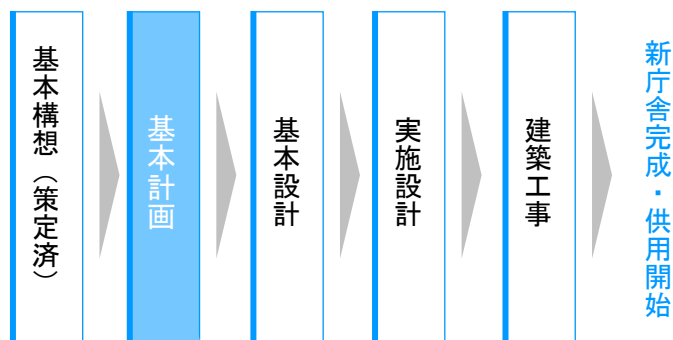 基本構想（策定済）
基本計画
基本設計
実施設計
建築工事
新庁舎完成・供用開始